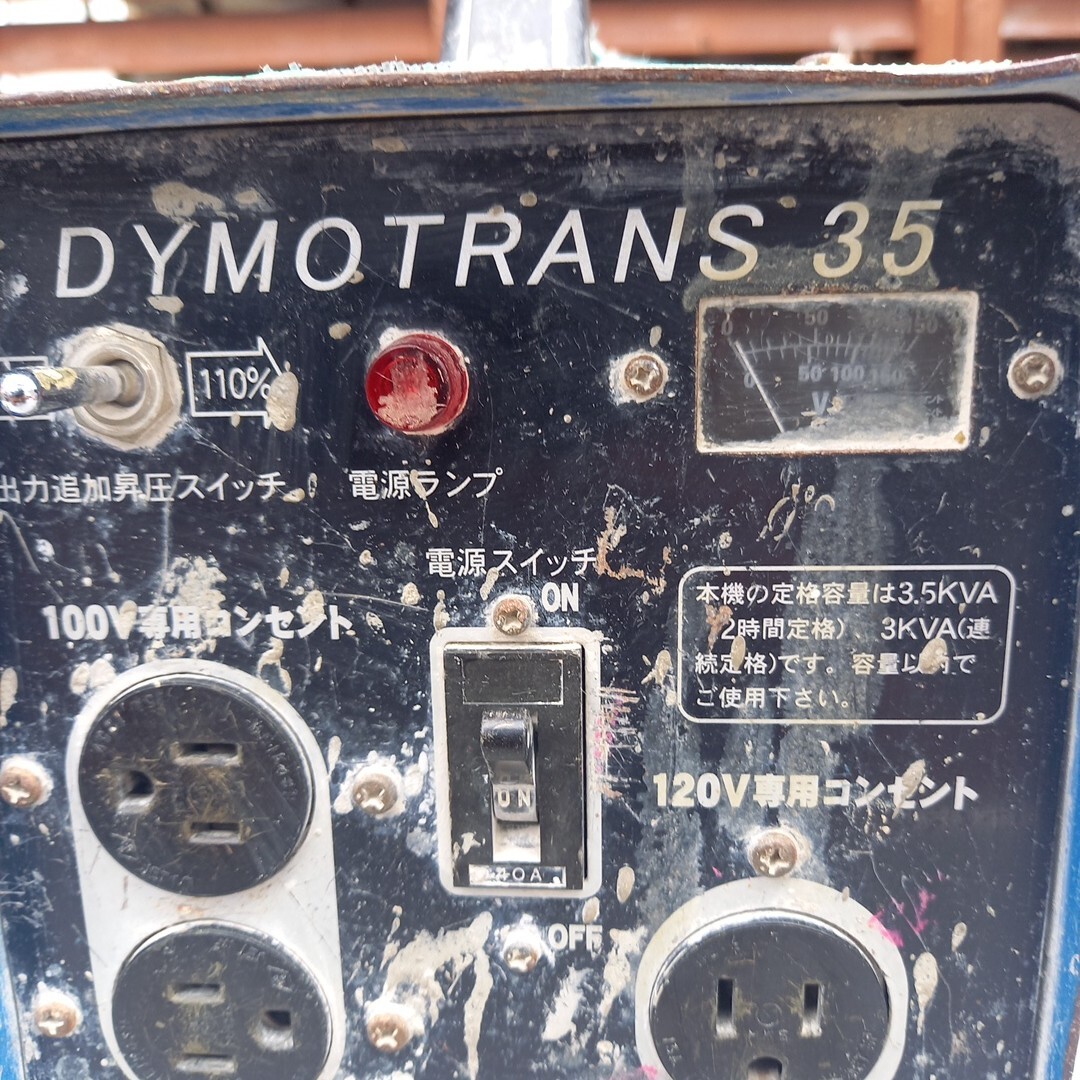 DYMOTRANS 35
110%
0 50 150
0 50 100 150
V
出力追加昇圧スイッチ
電源ランプ
電源スイッチ
ON
100V専用コンセント
本機の定格容量は3.5KVA
2時間定格)、3KVA(連
続定格)です。容量以内で
ご使用下さい。
ON
120V専用コンセント
OFF